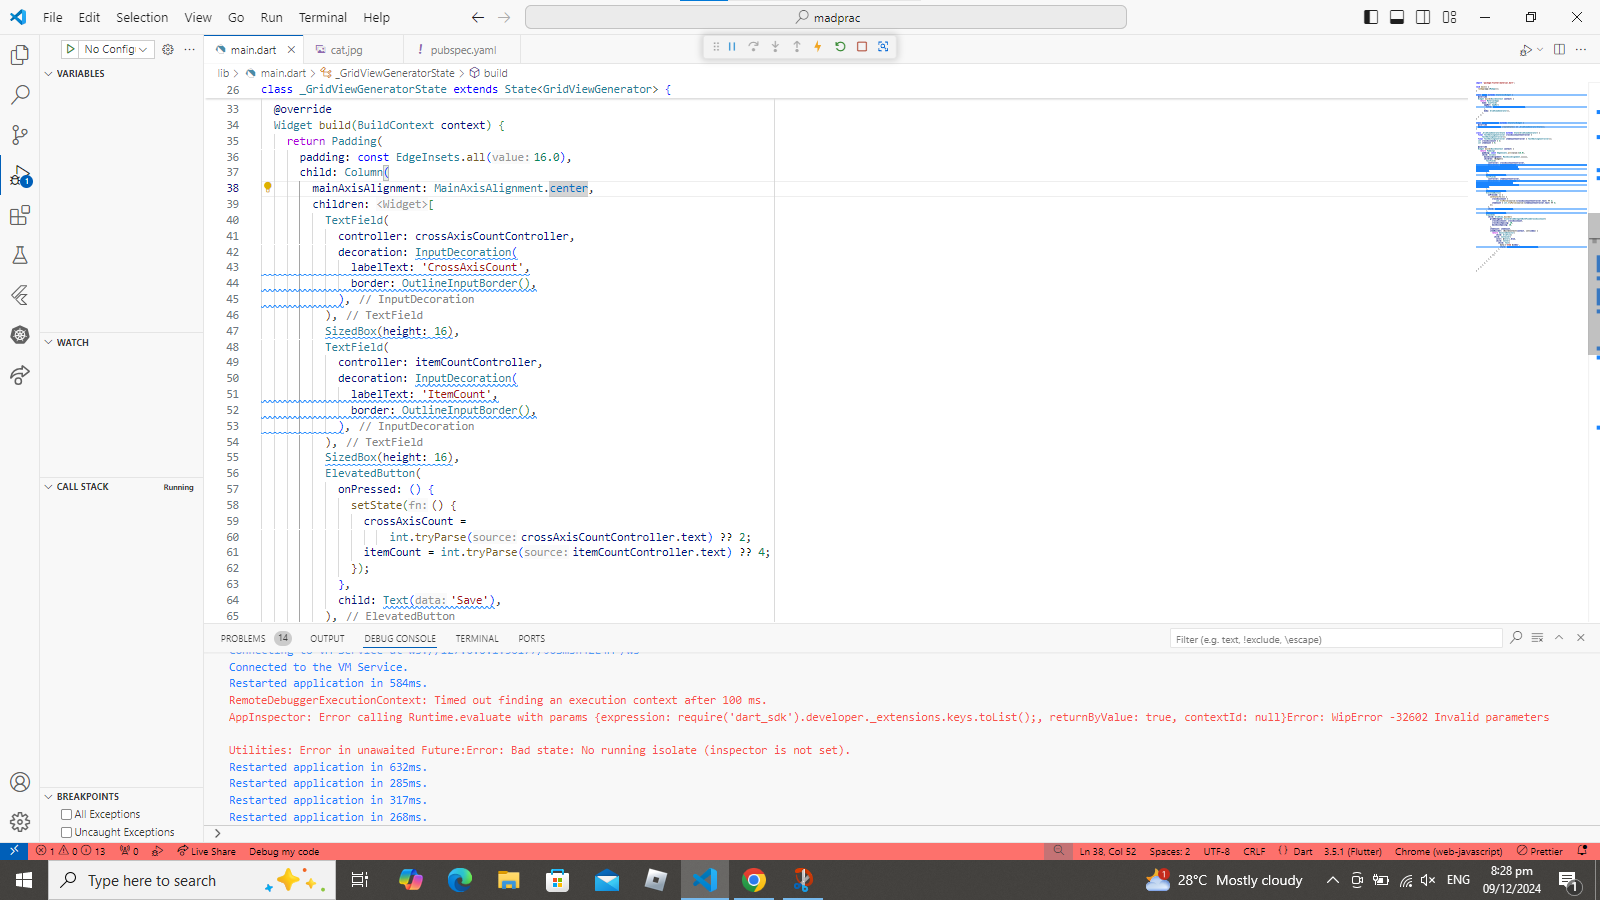 File Edit Selection View Go Run Terminal Help
madprac
No Config
main.dart
cat.jpg
! pubspec.yaml
VARIABLES
lib > main.dart > _GridViewGeneratorState > build
26 class _GridViewGeneratorState extends State<GridViewGenerator> {
33 @override
34 Widget build(BuildContext context) {
35 return Padding(
36 padding: const EdgeInsets.all(value: 16.0),
37 child: Column(
38 mainAxisAlignment: MainAxisAlignment.center,
39 children: <Widget>[
40 TextField(
41 controller: crossAxisCountController,
42 decoration: InputDecoration(
43 labelText: 'CrossAxisCount',
44 border: OutlineInputBorder(),
45 ), // InputDecoration
46 ), // TextField
47 SizedBox(height: 16),
48 TextField(
49 controller: itemCountController,
50 decoration: InputDecoration(
51 labelText: 'ItemCount',
52 border: OutlineInputBorder(),
53 ), // InputDecoration
54 ), // TextField
55 SizedBox(height: 16),
56 ElevatedButton(
57 onPressed: () {
58 setState(fn: () {
59 crossAxisCount =
60 int.tryParse(source: crossAxisCountController.text) ?? 2;
61 itemCount = int.tryParse(source: itemCountController.text) ?? 4;
62 });
63 },
64 child: Text(data: 'Save'),
65 ), // ElevatedButton
WATCH
CALL STACK Running
BREAKPOINTS
All Exceptions
Uncaught Exceptions
1
PROBLEMS 14 OUTPUT DEBUG CONSOLE TERMINAL PORTS
Filter (e.g. text, !exclude, \escape)
Connected to the VM Service.
Restarted application in 584ms.
RemoteDebuggerExecutionContext: Timed out finding an execution context after 100 ms.
AppInspector: Error calling Runtime.evaluate with params {expression: require('dart_sdk').developer._extensions.keys.toList();, returnByValue: true, contextId: null}Error: WipError -32602 Invalid parameters
Utilities: Error in unawaited Future:Error: Bad state: No running isolate (inspector is not set).
Restarted application in 632ms.
Restarted application in 285ms.
Restarted application in 317ms.
Restarted application in 268ms.
1 0 13 0 Live Share Debug my code
Ln 38, Col 52 Spaces: 2 UTF-8 CRLF Dart 3.5.1 (Flutter) Chrome (web-javascript) Prettier
Type here to search
1 28°C Mostly cloudy
ENG
8:28 pm
09/12/2024
1